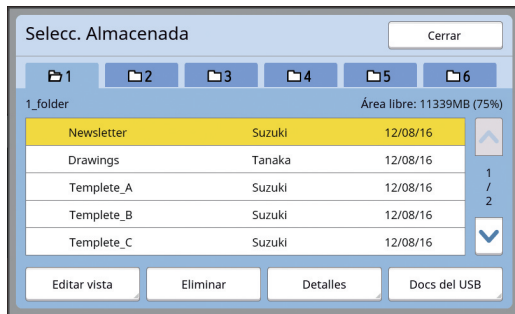 Selecc. Almacenada Cerrar
1 2 3 4 5 6
1_folder Área libre: 11339MB (75%)
Newsletter Suzuki 12/08/16
Drawings Tanaka 12/08/16
Templete_A Suzuki 12/08/16
Templete_B Suzuki 12/08/16
Templete_C Suzuki 12/08/16
1
/
2
Editar vista Eliminar Detalles Docs del USB